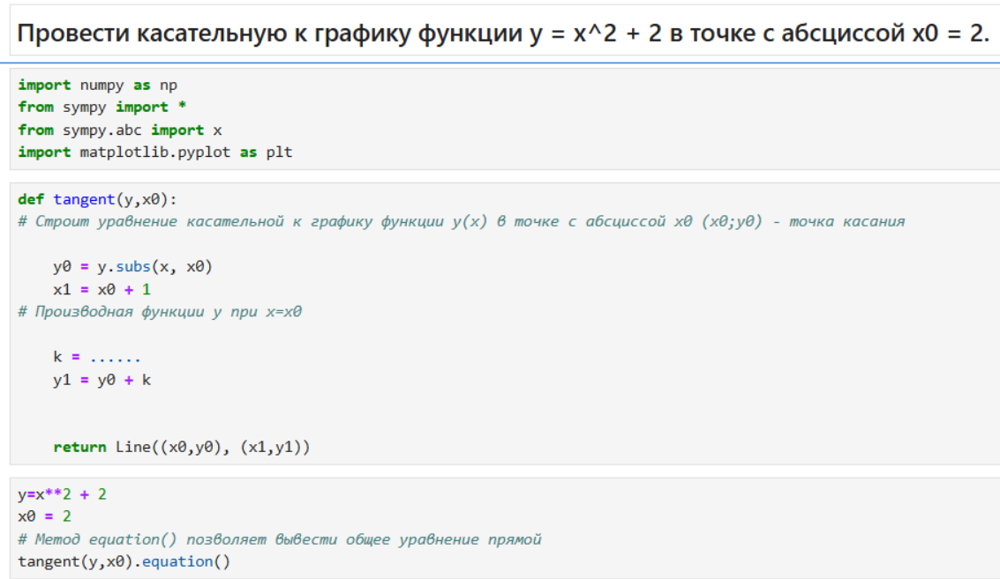 Провести касательную к графику функции y = x^2 + 2 в точке с абсциссой x0 = 2.
import numpy as np
from sympy import *
from sympy.abc import x
import matplotlib.pyplot as plt
def tangent(y,x0):
# Строит уравнение касательной к графику функции y(x) в точке с абсциссой x0 (x0;y0) - точка касания
    y0 = y.subs(x, x0)
    x1 = x0 + 1
# Производная функции y при x=x0
    k = ......
    y1 = y0 + k
    return Line((x0,y0), (x1,y1))
y=x**2 + 2
x0 = 2
# Метод equation() позволяет вывести общее уравнение прямой
tangent(y,x0).equation()